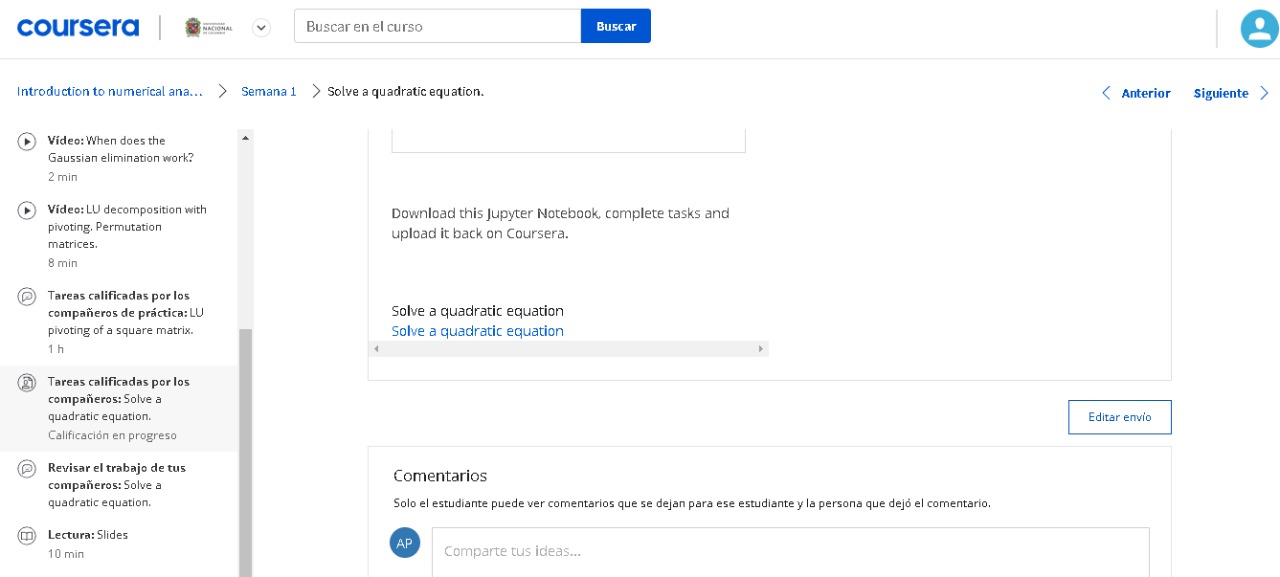 coursera
UNIVERSIDAD
NACIONAL
DE COLOMBIA
Buscar en el curso
Buscar
Introduction to numerical ana...
Semana 1
Solve a quadratic equation.
Anterior
Siguiente
Vídeo: When does the
Gaussian elimination work?
2 min
Vídeo: LU decomposition with
pivoting. Permutation
matrices.
8 min
Tareas calificadas por los
compañeros de práctica: LU
pivoting of a square matrix.
1 h
Tareas calificadas por los
compañeros: Solve a
quadratic equation.
Calificación en progreso
Revisar el trabajo de tus
compañeros: Solve a
quadratic equation.
Lectura: Slides
10 min
Download this Jupyter Notebook, complete tasks and
upload it back on Coursera.
Solve a quadratic equation
Solve a quadratic equation
Editar envío
Comentarios
Solo el estudiante puede ver comentarios que se dejan para ese estudiante y la persona que dejó el comentario.
AP
Comparte tus ideas...